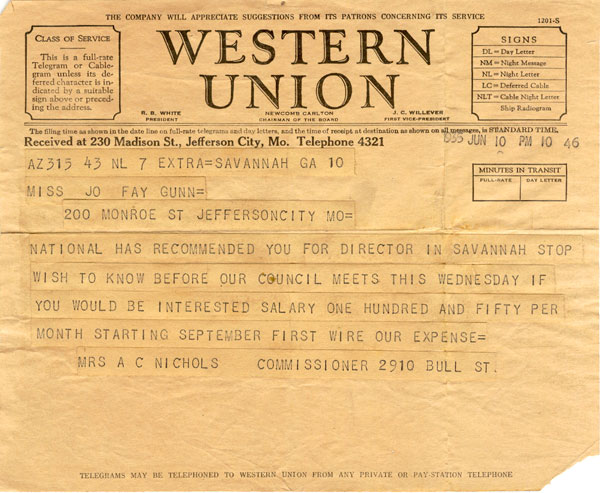 THE COMPANY WILL APPRECIATE SUGGESTIONS FROM ITS PATRONS CONCERNING ITS SERVICE
1201-S
CLASS OF SERVICE
This is a full-rate
Telegram or Cable-
gram unless its de-
ferred character is in-
dicated by a suitable
sign above or preced-
ing the address.
WESTERN
UNION
R. B. WHITE
PRESIDENT
NEWCOMB CARLTON
CHAIRMAN OF THE BOARD
J. C. WILLEVER
FIRST VICE-PRESIDENT
SIGNS
DL = Day Letter
NM = Night Message
NL = Night Letter
LC = Deferred Cable
NLT = Cable Night Letter
Ship Radiogram
The filing time as shown in the date line on full-rate telegrams and day letters, and the time of receipt at destination as shown on all messages, is STANDARD TIME.
Received at 230 Madison St., Jefferson City, Mo. Telephone 4321
JUN 10 PM 10 46
MINUTES IN TRANSIT
FULL-RATE
DAY LETTER
AZ315 43 NL 7 EXTRA=SAVANNAH GA 10
MISS JO FAY GUNN=
200 MONROE ST JEFFERSONCITY MO=
NATIONAL HAS RECOMMENDED YOU FOR DIRECTOR IN SAVANNAH STOP
WISH TO KNOW BEFORE OUR COUNCIL MEETS THIS WEDNESDAY IF
YOU WOULD BE INTERESTED SALARY ONE HUNDRED AND FIFTY PER
MONTH STARTING SEPTEMBER FIRST WIRE OUR EXPENSE=
MRS A C NICHOLS COMMISSIONER 2910 BULL ST.
TELEGRAMS MAY BE TELEPHONED TO WESTERN UNION FROM ANY PRIVATE OR PAY-STATION TELEPHONE